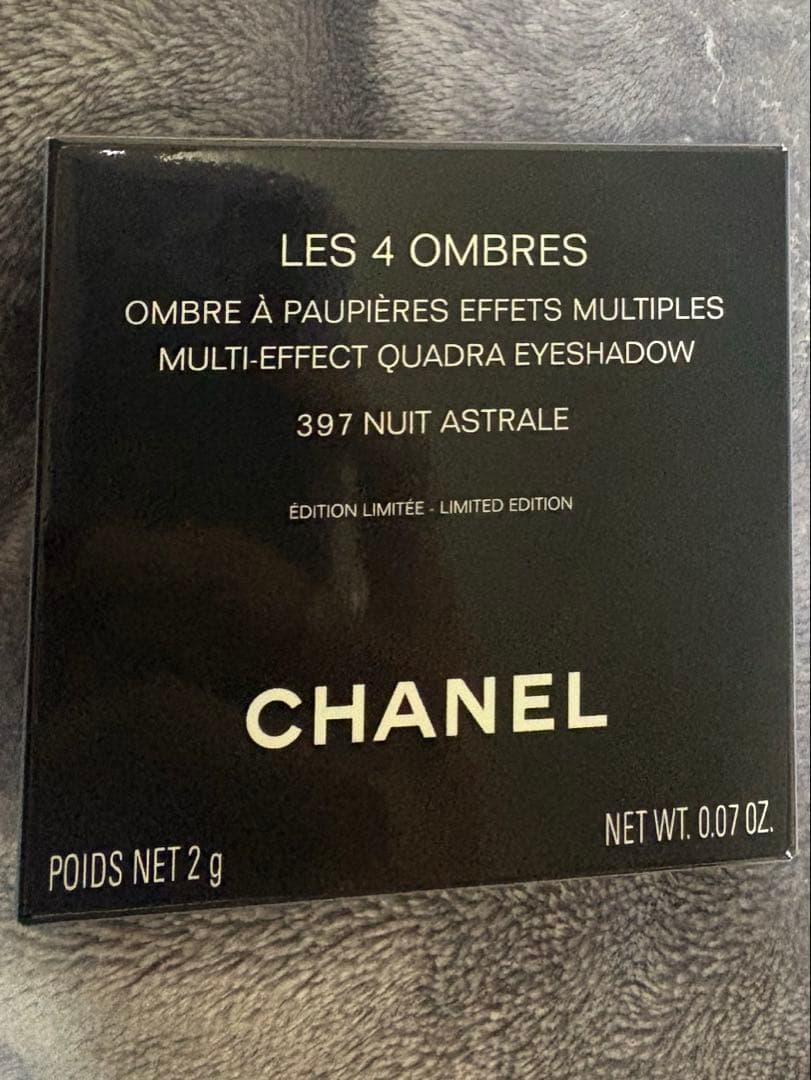 LES 4 OMBRES
OMBRE À PAUPIÈRES EFFETS MULTIPLES
MULTI-EFFECT QUADRA EYESHADOW
397 NUIT ASTRALE
ÉDITION LIMITÉE - LIMITED EDITION
CHANEL
POIDS NET 2 g
NET WT. 0.07 OZ.